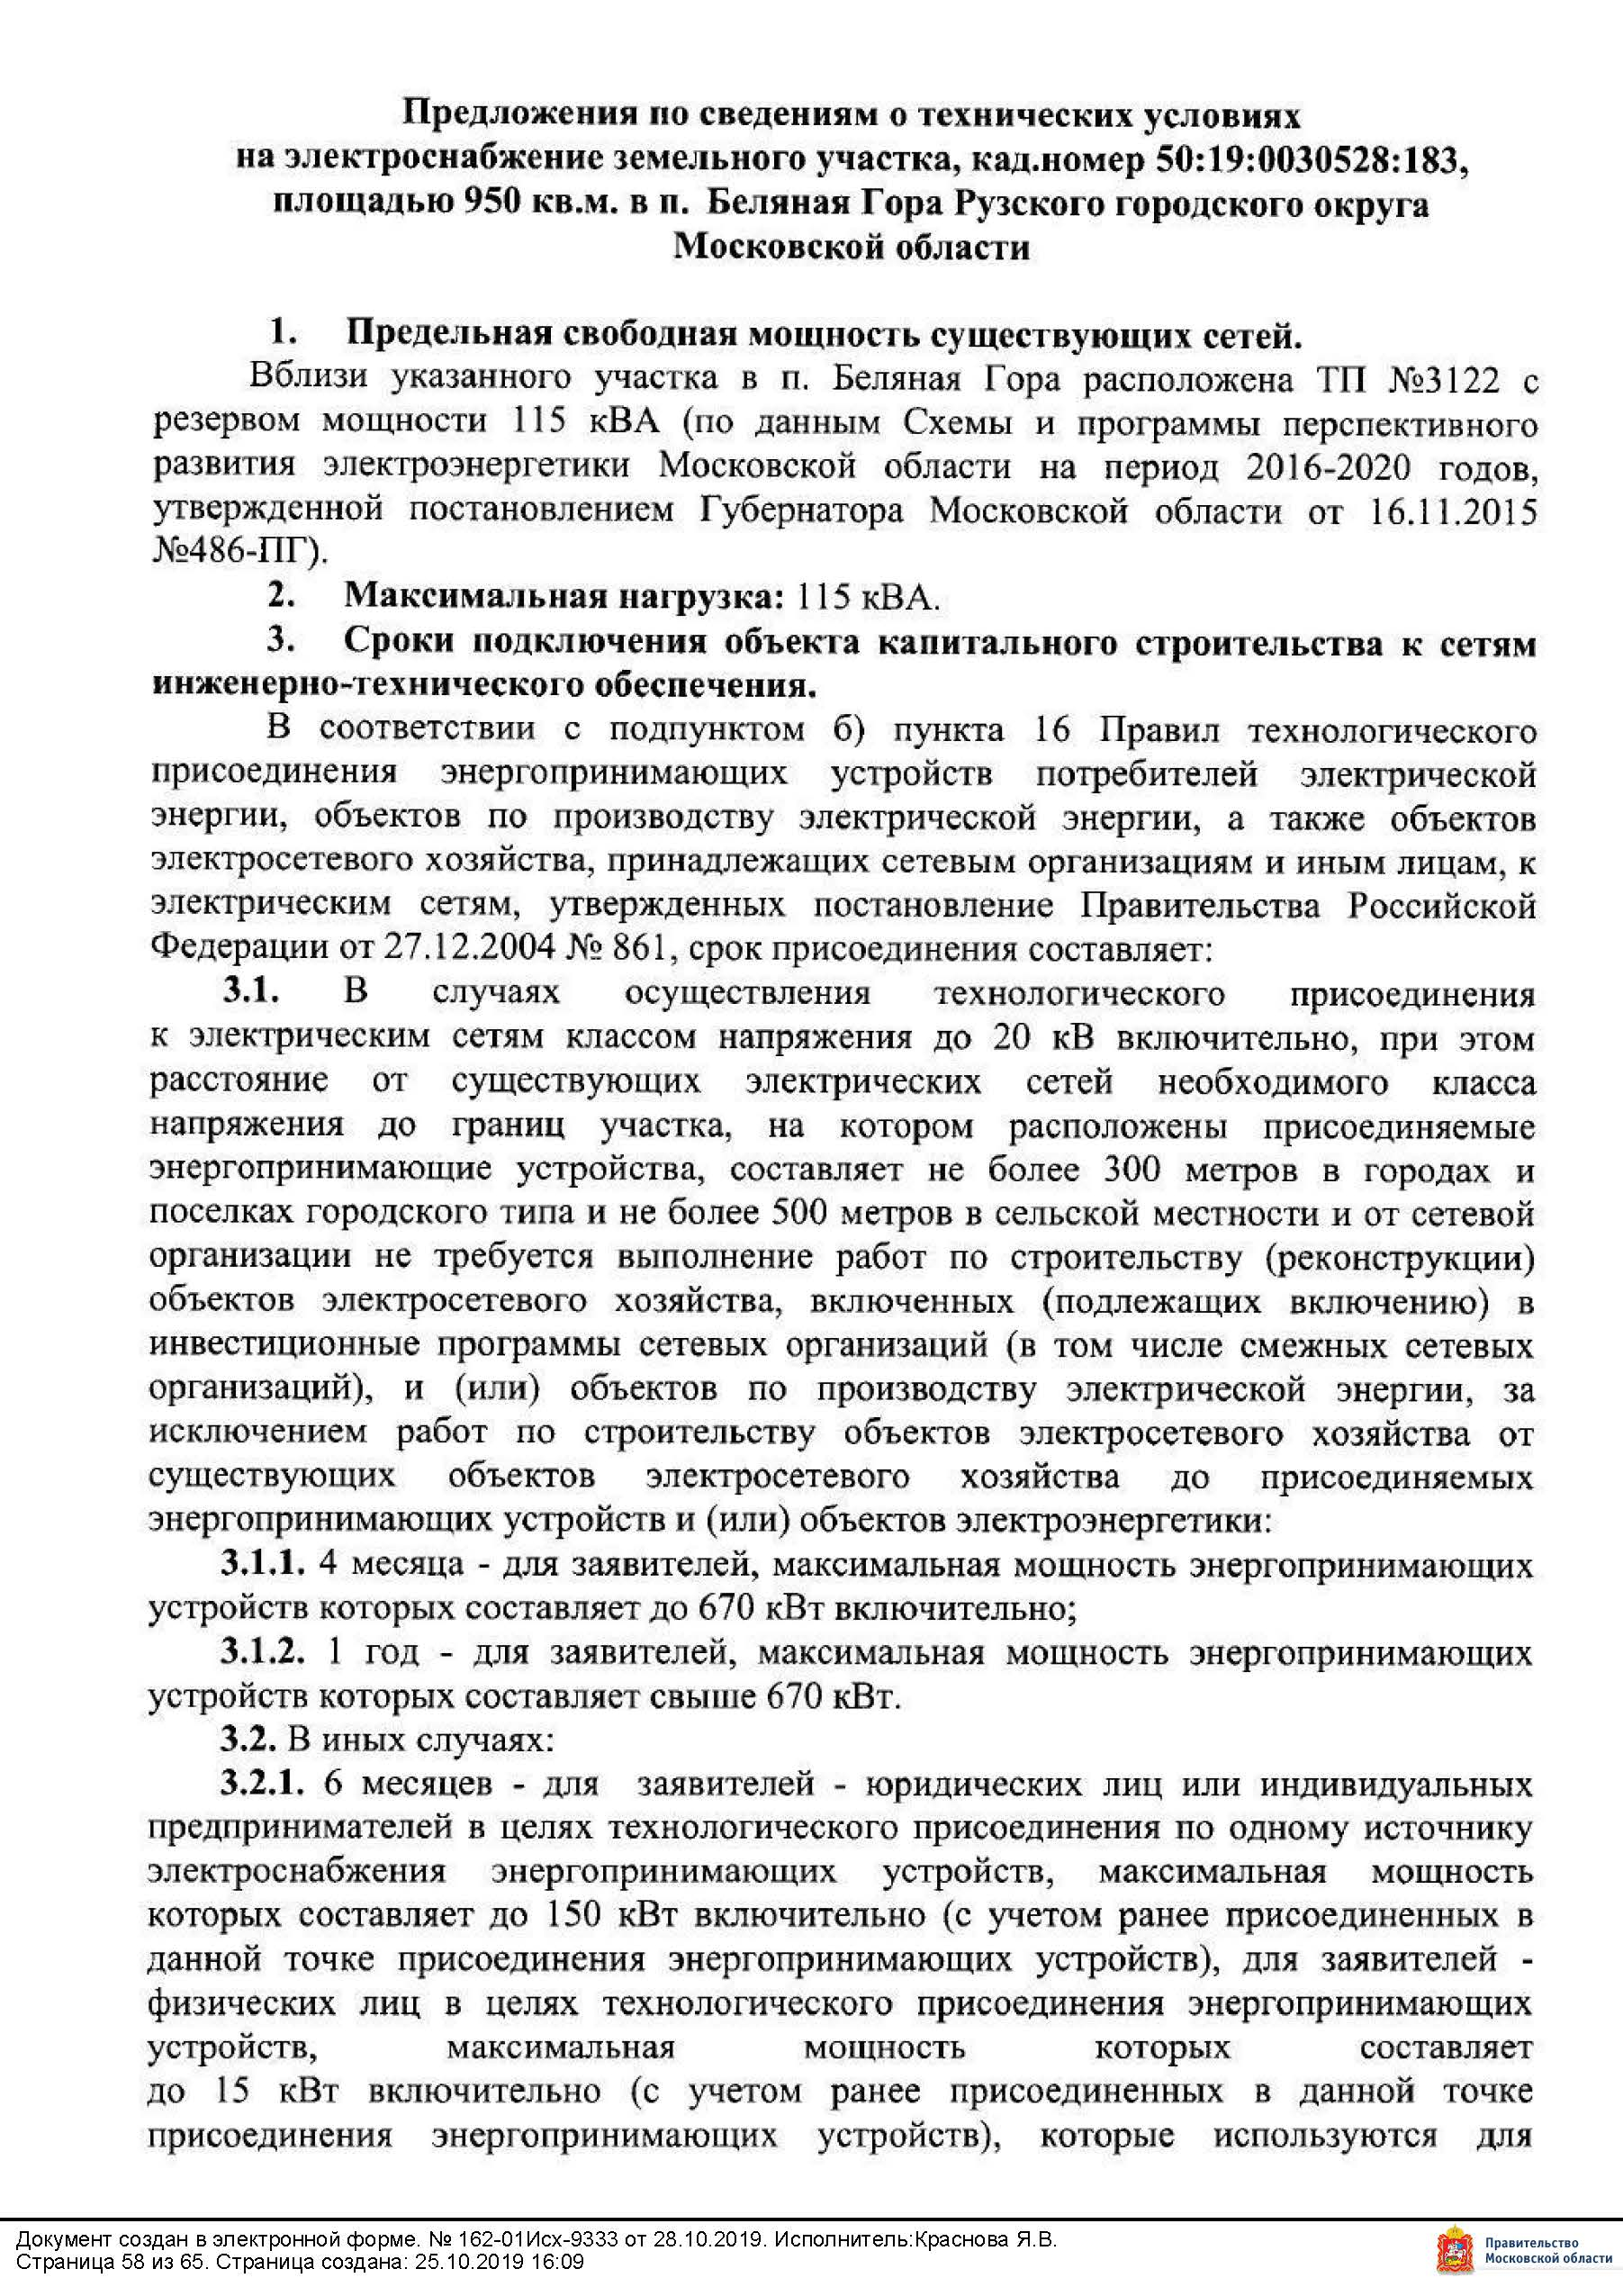 Предложения по сведениям о технических условиях
на электроснабжение земельного участка, кад.номер 50:19:0030528:183,
площадью 950 кв.м. в п. Беляная Гора Рузского городского округа
Московской области
1. Предельная свободная мощность существующих сетей.
Вблизи указанного участка в п. Беляная Гора расположена ТП №3122 с
резервом мощности 115 кВА (по данным Схемы и программы перспективного
развития электроэнергетики Московской области на период 2016-2020 годов,
утвержденной постановлением Губернатора Московской области от 16.11.2015
№486-ПГ).
2. Максимальная нагрузка: 115 кВА.
3. Сроки подключения объекта капитального строительства к сетям
инженерно-технического обеспечения.
В соответствии с подпунктом б) пункта 16 Правил технологического
присоединения энергопринимающих устройств потребителей электрической
энергии, объектов по производству электрической энергии, а также объектов
электросетевого хозяйства, принадлежащих сетевым организациям и иным лицам, к
электрическим сетям, утвержденных постановление Правительства Российской
Федерации от 27.12.2004 № 861, срок присоединения составляет:
3.1. В случаях осуществления технологического присоединения
к электрическим сетям классом напряжения до 20 кВ включительно, при этом
расстояние от существующих электрических сетей необходимого класса
напряжения до границ участка, на котором расположены присоединяемые
энергопринимающие устройства, составляет не более 300 метров в городах и
поселках городского типа и не более 500 метров в сельской местности и от сетевой
организации не требуется выполнение работ по строительству (реконструкции)
объектов электросетевого хозяйства, включенных (подлежащих включению) в
инвестиционные программы сетевых организаций (в том числе смежных сетевых
организаций), и (или) объектов по производству электрической энергии, за
исключением работ по строительству объектов электросетевого хозяйства от
существующих объектов электросетевого хозяйства до присоединяемых
энергопринимающих устройств и (или) объектов электроэнергетики:
3.1.1. 4 месяца - для заявителей, максимальная мощность энергопринимающих
устройств которых составляет до 670 кВт включительно;
3.1.2. 1 год - для заявителей, максимальная мощность энергопринимающих
устройств которых составляет свыше 670 кВт.
3.2. В иных случаях:
3.2.1. 6 месяцев - для заявителей - юридических лиц или индивидуальных
предпринимателей в целях технологического присоединения по одному источнику
электроснабжения энергопринимающих устройств, максимальная мощность
которых составляет до 150 кВт включительно (с учетом ранее присоединенных в
данной точке присоединения энергопринимающих устройств), для заявителей -
физических лиц в целях технологического присоединения энергопринимающих
устройств, максимальная мощность которых составляет
до 15 кВт включительно (с учетом ранее присоединенных в данной точке
присоединения энергопринимающих устройств), которые используются для
Документ создан в электронной форме. № 162-01Исх-9333 от 28.10.2019. Исполнитель:Краснова Я.В.
Страница 58 из 65. Страница создана: 25.10.2019 16:09
Правительство
Московской области